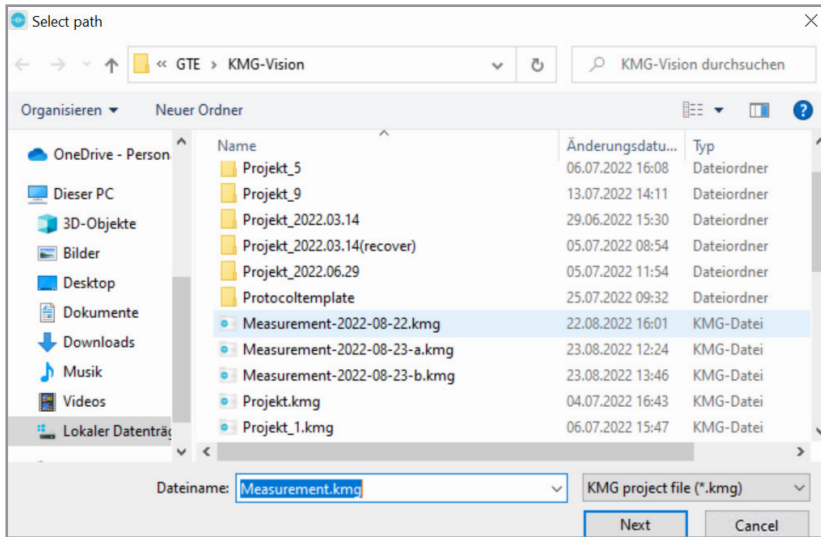 Select path
« GTE › KMG-Vision
KMG-Vision durchsuchen
Organisieren
Neuer Ordner
Name
Änderungsdatu...
Typ
OneDrive - Person
Dieser PC
3D-Objekte
Bilder
Desktop
Dokumente
Downloads
Musik
Videos
Lokaler Datenträg
Projekt_5 06.07.2022 16:08 Dateiordner
Projekt_9 13.07.2022 14:11 Dateiordner
Projekt_2022.03.14 29.06.2022 15:30 Dateiordner
Projekt_2022.03.14(recover) 05.07.2022 08:54 Dateiordner
Projekt_2022.06.29 05.07.2022 11:54 Dateiordner
Protocoltemplate 25.07.2022 09:32 Dateiordner
Measurement-2022-08-22.kmg 22.08.2022 16:01 KMG-Datei
Measurement-2022-08-23-a.kmg 23.08.2022 12:24 KMG-Datei
Measurement-2022-08-23-b.kmg 23.08.2022 13:46 KMG-Datei
Projekt.kmg 04.07.2022 16:43 KMG-Datei
Projekt_1.kmg 06.07.2022 15:47 KMG-Datei
Dateiname: Measurement.kmg
KMG project file (*.kmg)
Next
Cancel